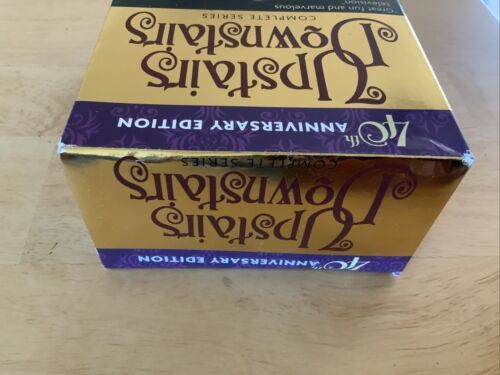 Great fun and marvelous
television
COMPLETE SERIES
Upstairs
Downstairs
40th ANNIVERSARY EDITION
COMPLETE SERIES
Upstairs
Downstairs
40th ANNIVERSARY EDITION